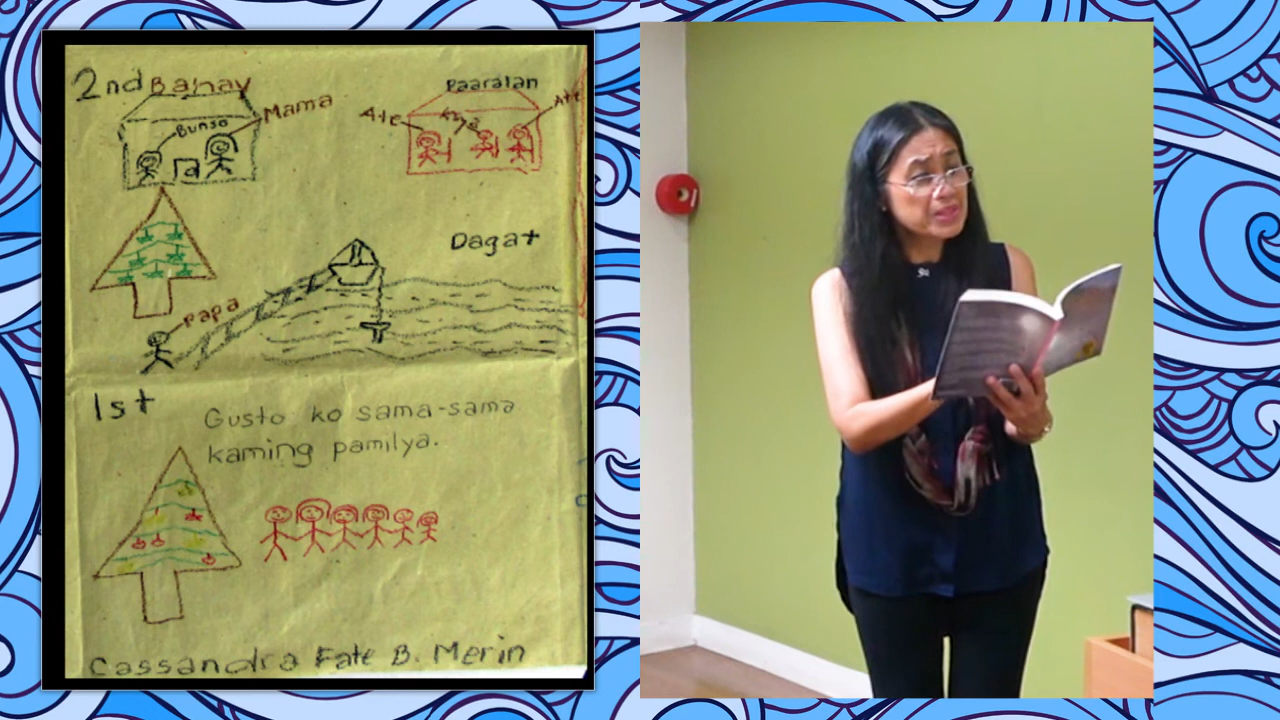 2nd Bahay
Paaralan
Bunso
Mama
Ate
Kuya
Ate
Dagat
Papa
1st
Gusto ko sama-sama
kaming pamilya.
Cassandra Fate B. Merin